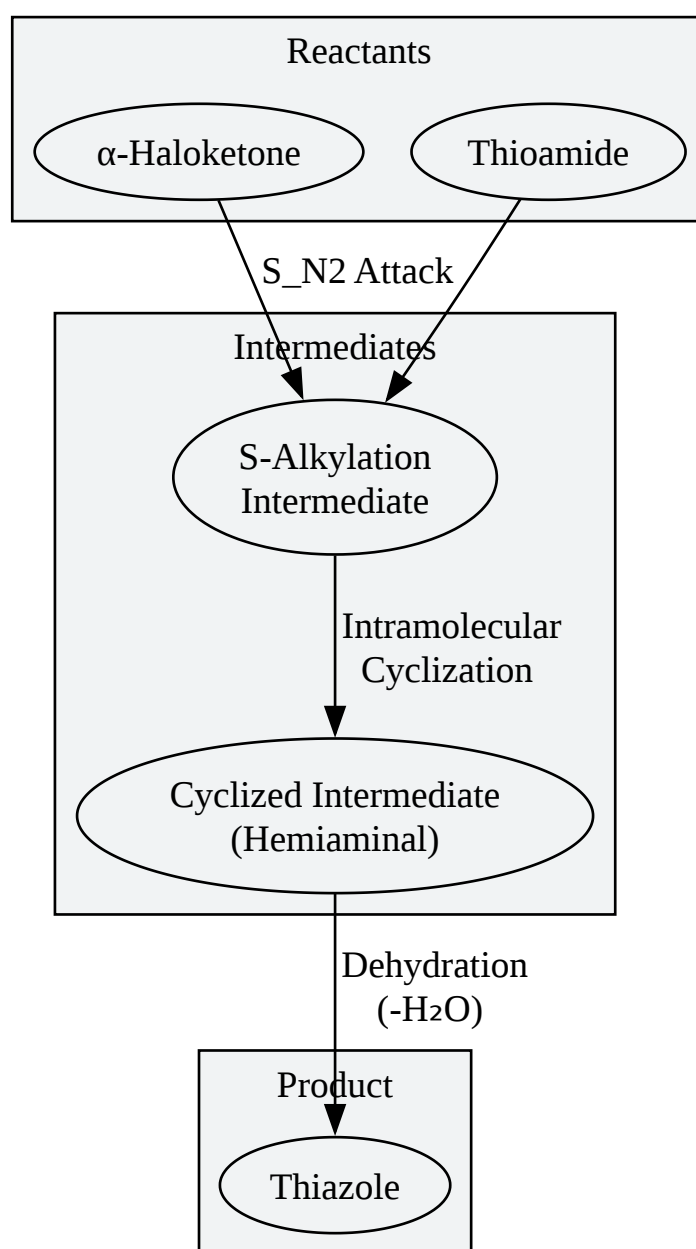 Reactants
α-Haloketone
Thioamide
S_N2 Attack
Intermediates
S-Alkylation
Intermediate
Intramolecular
Cyclization
Cyclized Intermediate
(Hemiaminal)
Dehydration
(-H₂O)
Product
Thiazole